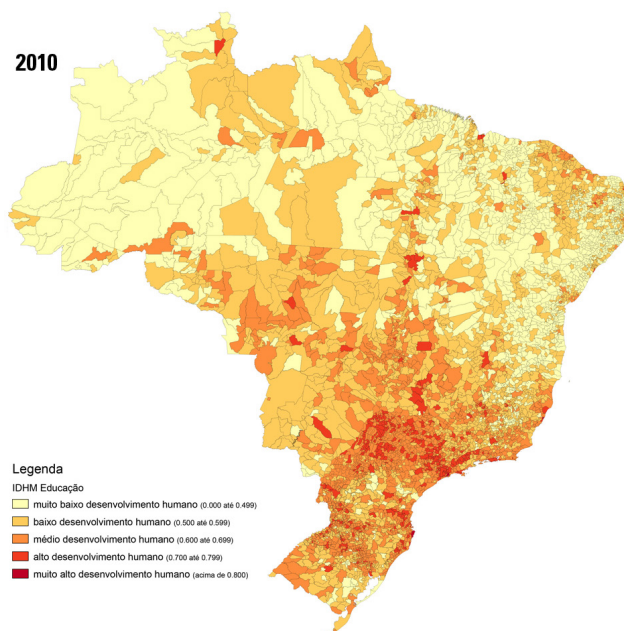 2010
Legenda
IDHM Educação
muito baixo desenvolvimento humano (0.000 até 0.499)
baixo desenvolvimento humano (0.500 até 0.599)
médio desenvolvimento humano (0.600 até 0.699)
alto desenvolvimento humano (0.700 até 0.799)
muito alto desenvolvimento humano (acima de 0.800)